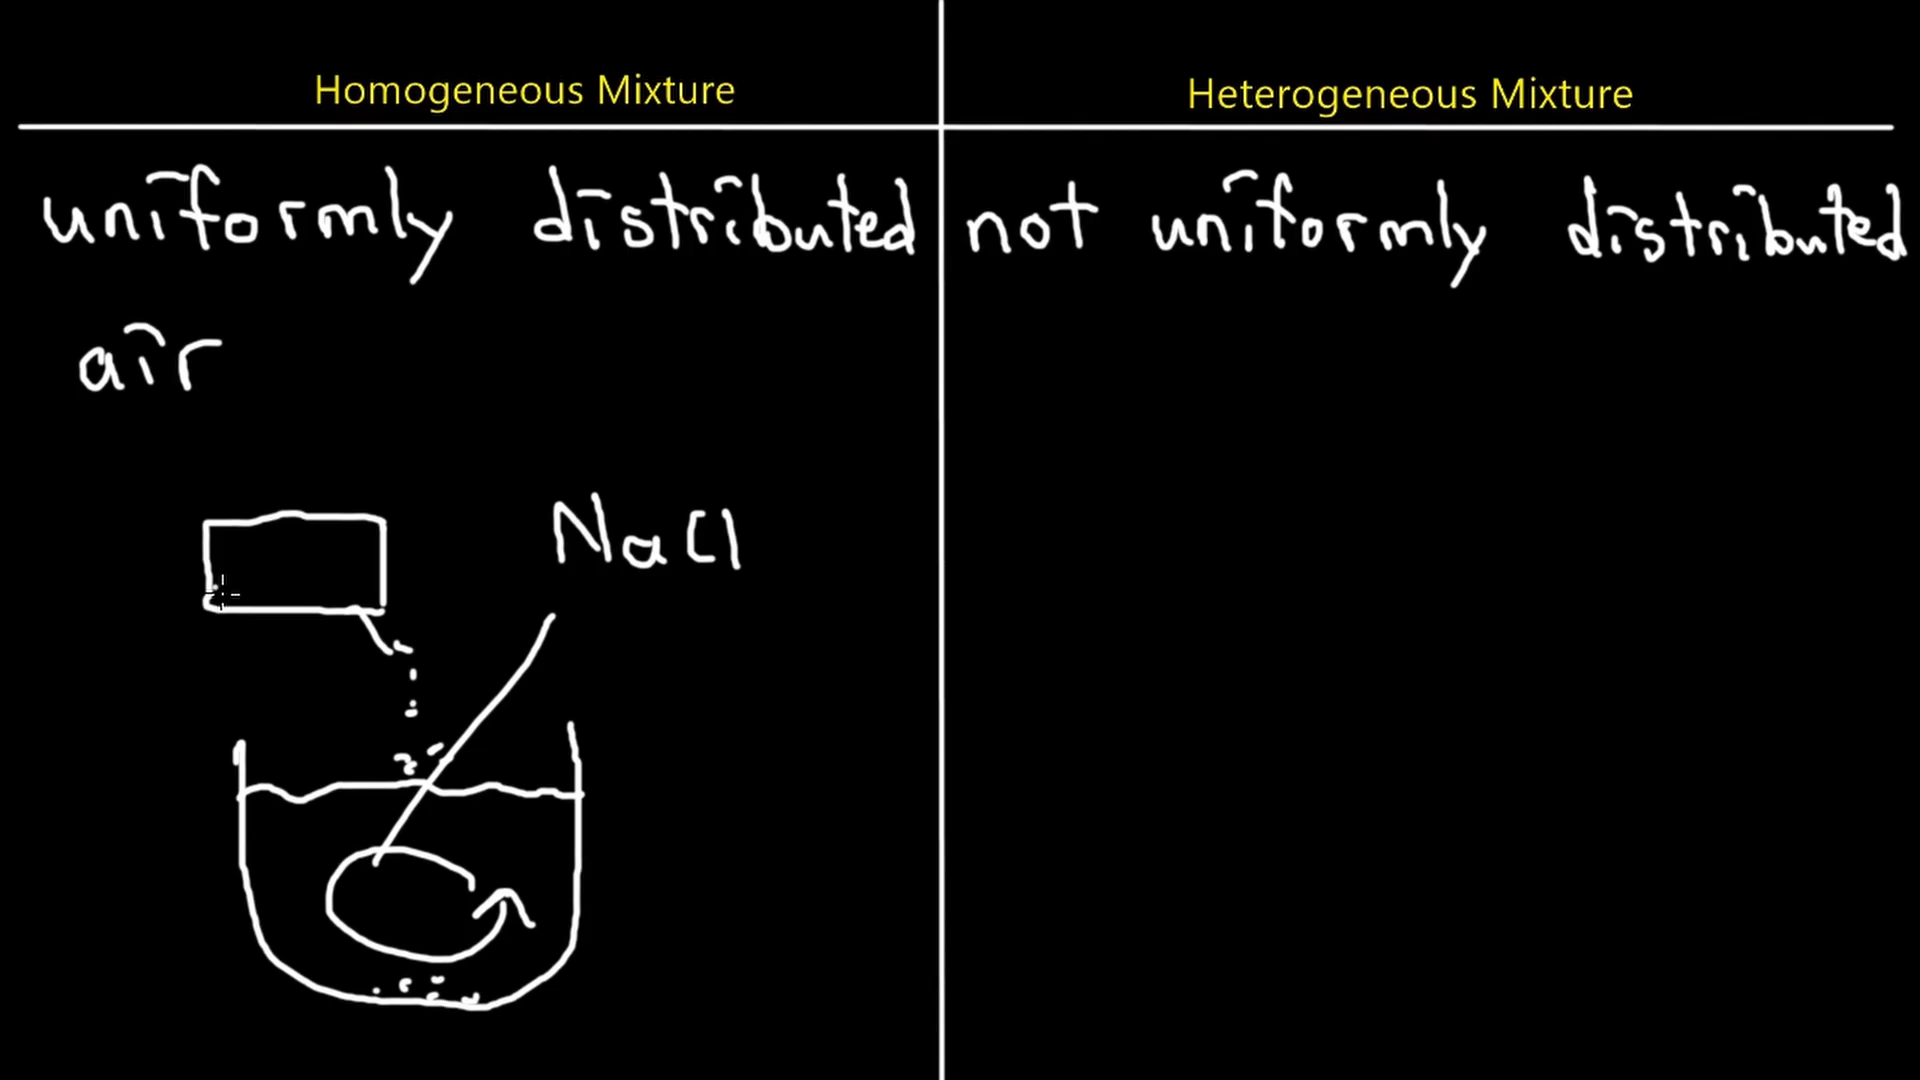 Homogeneous Mixture
Heterogeneous Mixture
uniformly distributed
not uniformly distributed
air
NaCl